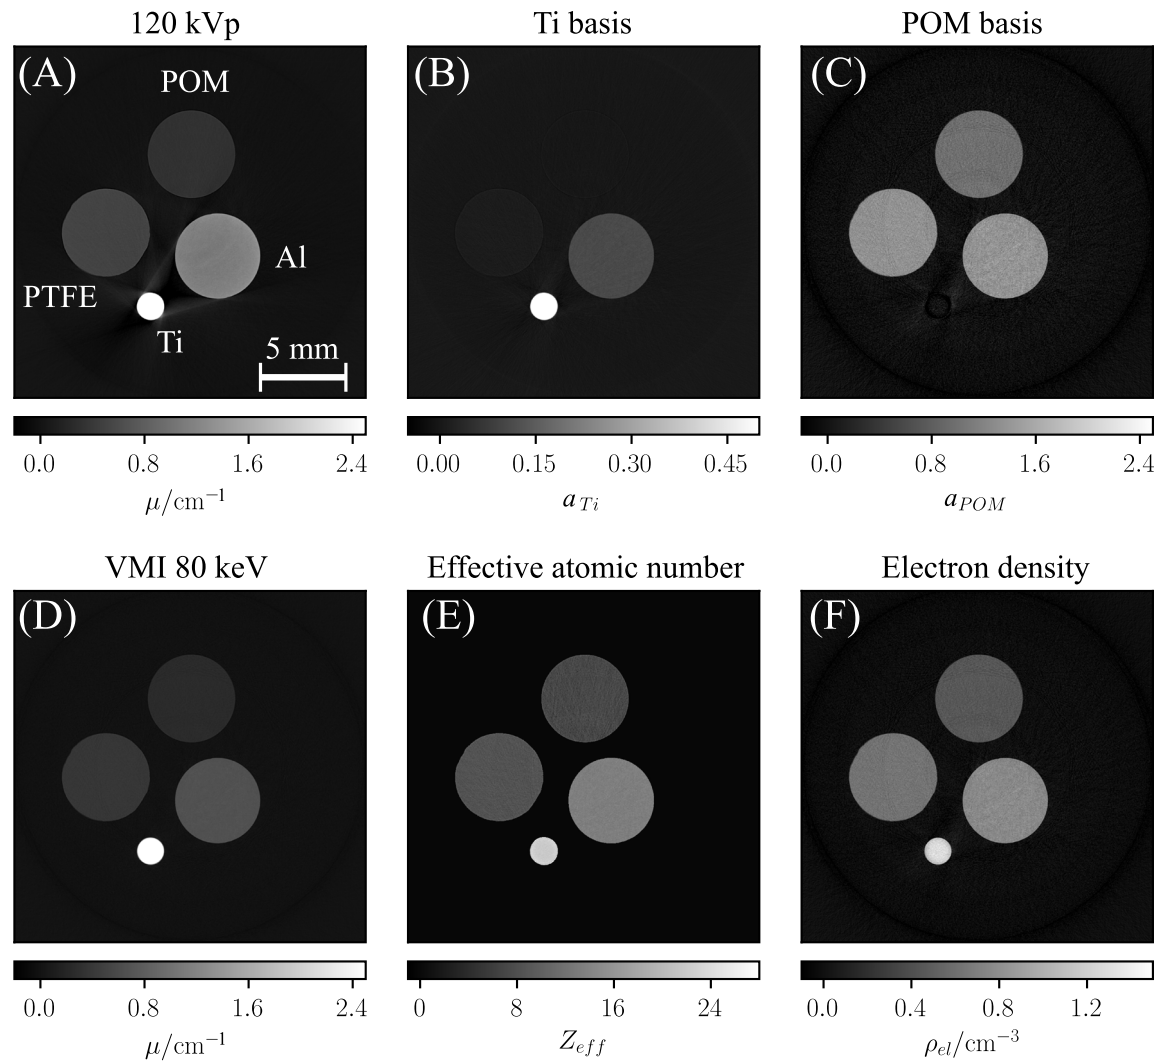 120 kVp
Ti basis
POM basis
(A)
POM
PTFE
Al
Ti
5 mm
(B)
(C)
0.0 0.8 1.6 2.4
μ/cm⁻¹
0.00 0.15 0.30 0.45
a_Ti
0.0 0.8 1.6 2.4
a_POM
VMI 80 keV
Effective atomic number
Electron density
(D)
(E)
(F)
0.0 0.8 1.6 2.4
μ/cm⁻¹
0 8 16 24
Z_eff
0.0 0.4 0.8 1.2
ρ_el/cm⁻³